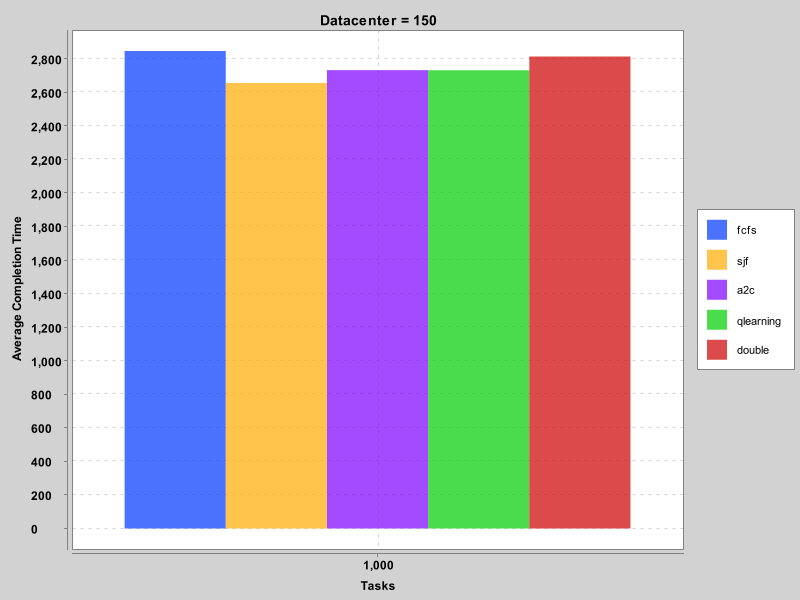 Datacenter = 150
Average Completion Time
2,800
2,600
2,400
2,200
2,000
1,800
1,600
1,400
1,200
1,000
800
600
400
200
0
1,000
Tasks
fcfs
sjf
a2c
qlearning
double